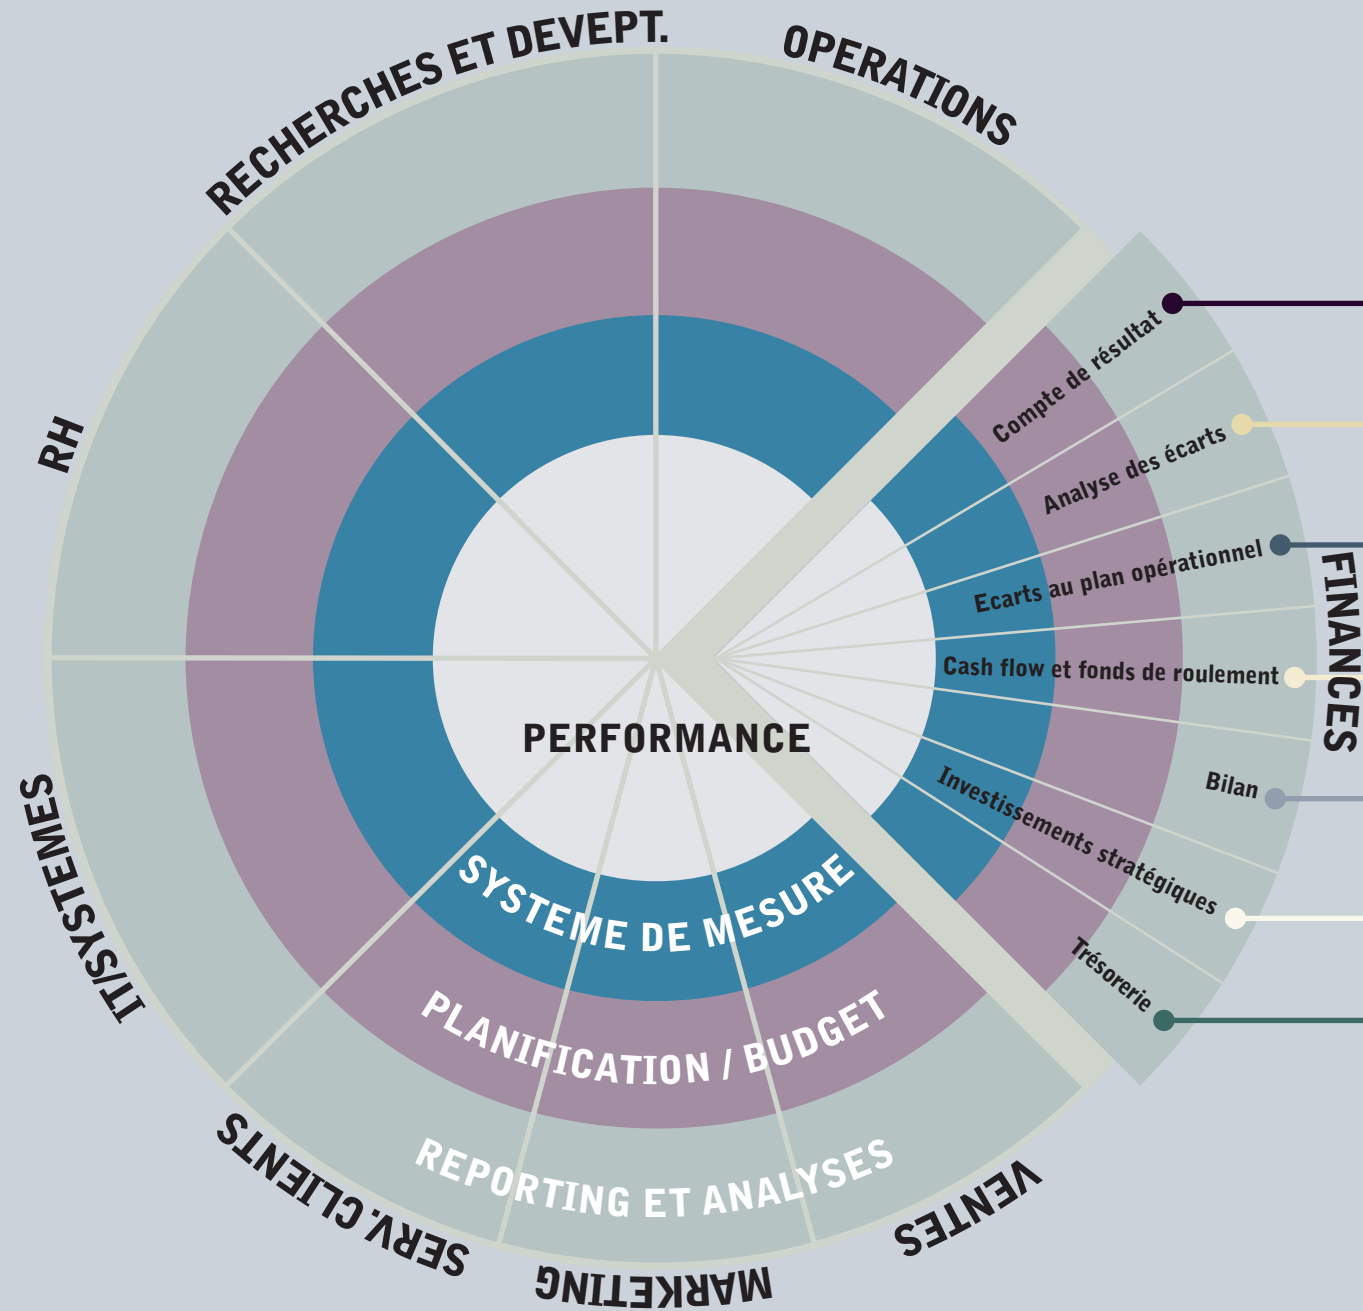 RECHERCHES ET DEVEPT.
OPERATIONS
RH
IT/SYSTEMES
SERV. CLIENTS
MARKETING
VENTES
FINANCES
Compte de résultat
Analyse des écarts
Ecarts au plan opérationnel
Cash flow et fonds de roulement
Bilan
Investissements stratégiques
Trésorerie
PERFORMANCE
SYSTEME DE MESURE
PLANIFICATION / BUDGET
REPORTING ET ANALYSES